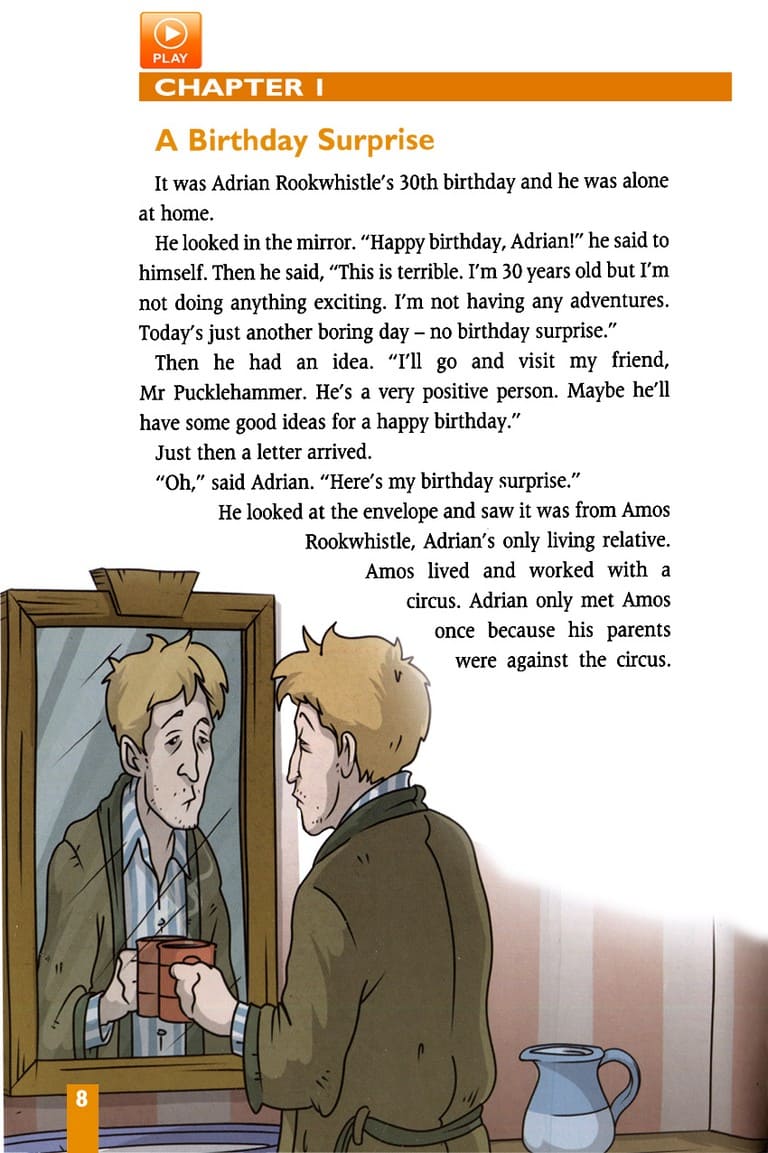 PLAY
CHAPTER 1
A Birthday Surprise
It was Adrian Rookwhistle's 30th birthday and he was alone
at home.
He looked in the mirror. “Happy birthday, Adrian!” he said to
himself. Then he said, “This is terrible. I'm 30 years old but I'm
not doing anything exciting. I'm not having any adventures.
Today's just another boring day – no birthday surprise.”
Then he had an idea. “I'll go and visit my friend,
Mr Pucklehammer. He's a very positive person. Maybe he'll
have some good ideas for a happy birthday.”
Just then a letter arrived.
“Oh,” said Adrian. “Here's my birthday surprise.”
He looked at the envelope and saw it was from Amos
Rookwhistle, Adrian's only living relative.
Amos lived and worked with a
circus. Adrian only met Amos
once because his parents
were against the circus.
8